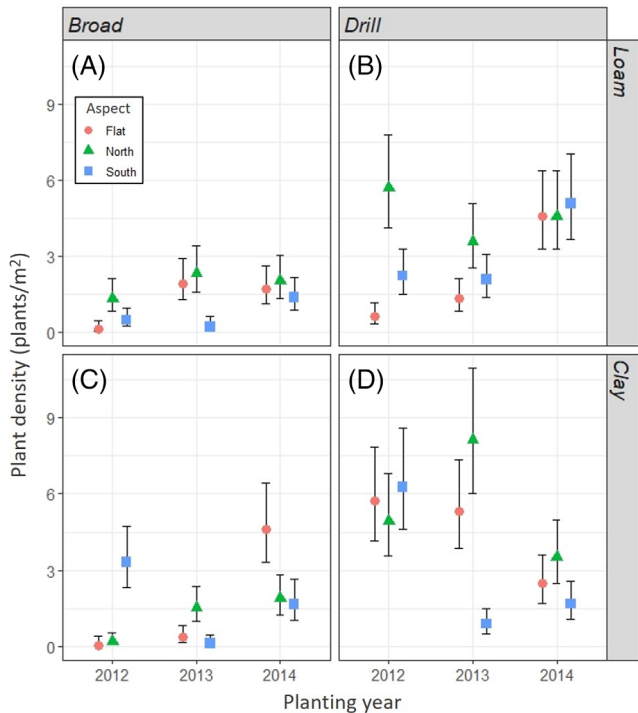 Broad
Drill
(A)
(B)
Loam
Aspect
Flat
North
South
9
6
3
0
(C)
(D)
Clay
9
6
3
0
Plant density (plants/m²)
2012 2013 2014
2012 2013 2014
Planting year